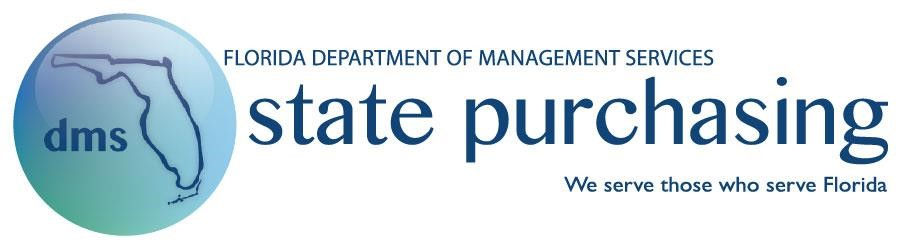 FLORIDA DEPARTMENT OF MANAGEMENT SERVICES
dms
state purchasing
We serve those who serve Florida